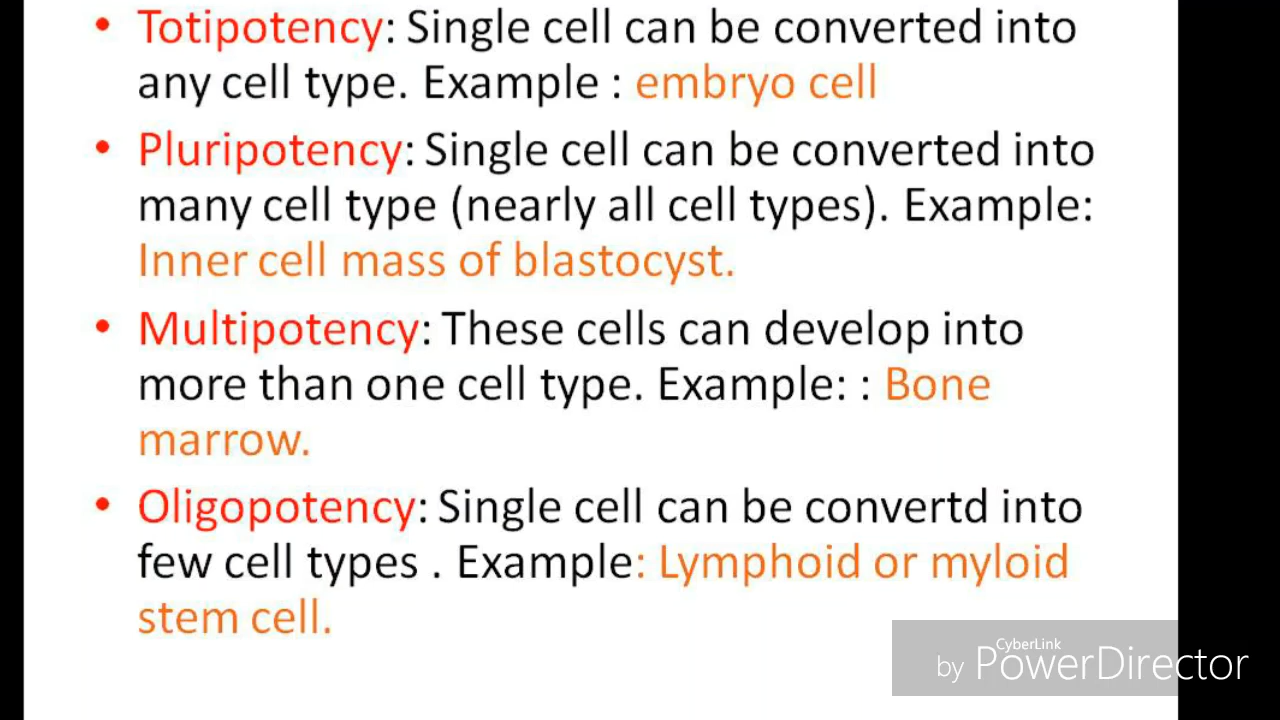 • Totipotency: Single cell can be converted into
any cell type. Example : embryo cell
• Pluripotency: Single cell can be converted into
many cell type (nearly all cell types). Example:
Inner cell mass of blastocyst.
• Multipotency: These cells can develop into
more than one cell type. Example: : Bone
marrow.
• Oligopotency: Single cell can be convertd into
few cell types . Example: Lymphoid or myloid
stem cell.
CyberLink
by PowerDirector